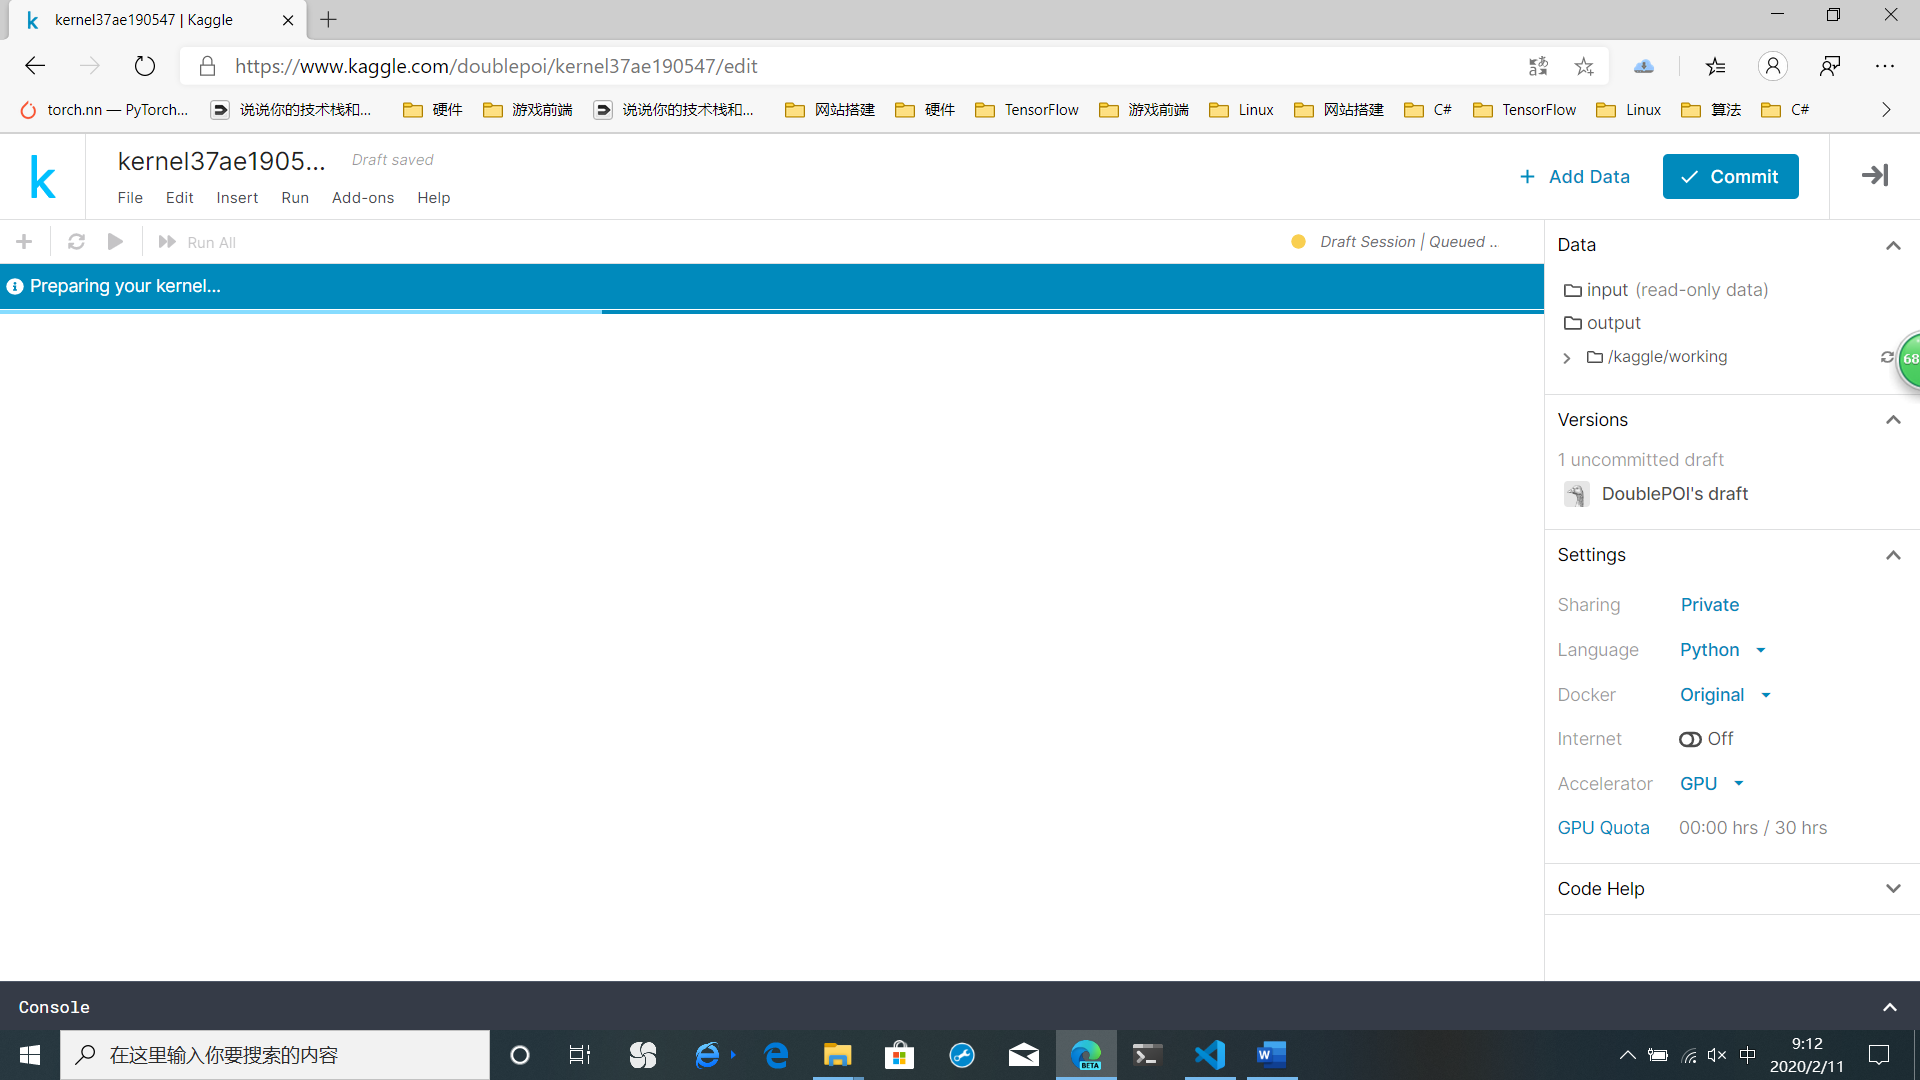 kernel37ae190547 | Kaggle
https://www.kaggle.com/doublepoi/kernel37ae190547/edit
torch.nn — PyTorch... 说说你的技术栈和... 硬件 游戏前端 说说你的技术栈和... 网站搭建 硬件 TensorFlow 游戏前端 Linux 网站搭建 C# TensorFlow Linux 算法 C#
kernel37ae1905... Draft saved
File Edit Insert Run Add-ons Help
+ Add Data Commit
Run All
Draft Session | Queued ..
Preparing your kernel...
Data
input (read-only data)
output
/kaggle/working
68
Versions
1 uncommitted draft
DoublePOI's draft
Settings
Sharing Private
Language Python
Docker Original
Internet Off
Accelerator GPU
GPU Quota 00:00 hrs / 30 hrs
Code Help
Console
在这里输入你要搜索的内容
BETA
中
9:12
2020/2/11